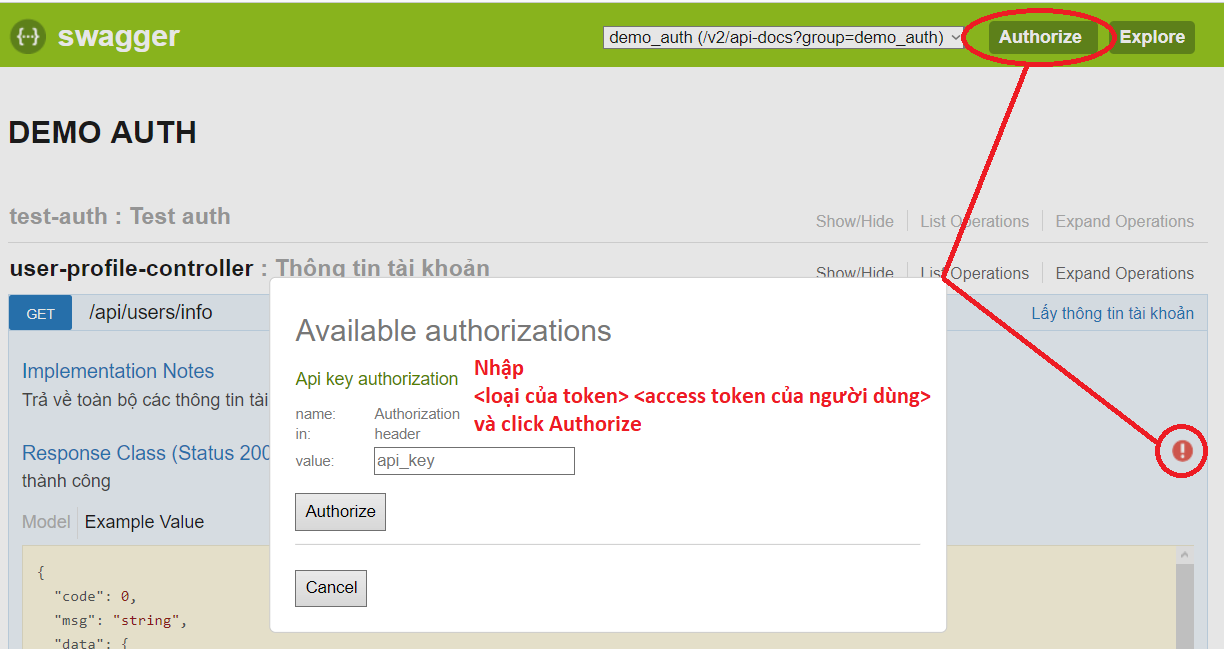 {···} swagger
demo_auth (/v2/api-docs?group=demo_auth) Authorize Explore
DEMO AUTH
test-auth : Test auth Show/Hide List Operations Expand Operations
user-profile-controller : Thông tin tài khoản Show/Hide List Operations Expand Operations
GET /api/users/info Lấy thông tin tài khoản
Implementation Notes
Trả về toàn bộ các thông tin tài
Response Class (Status 200
thành công
Model Example Value
{
"code": 0,
"msg": "string",
"data": {
Available authorizations
Api key authorization
name: Authorization
in: header
value: api_key
Nhập
<loại của token> <access token của người dùng>
và click Authorize
Authorize
Cancel
!